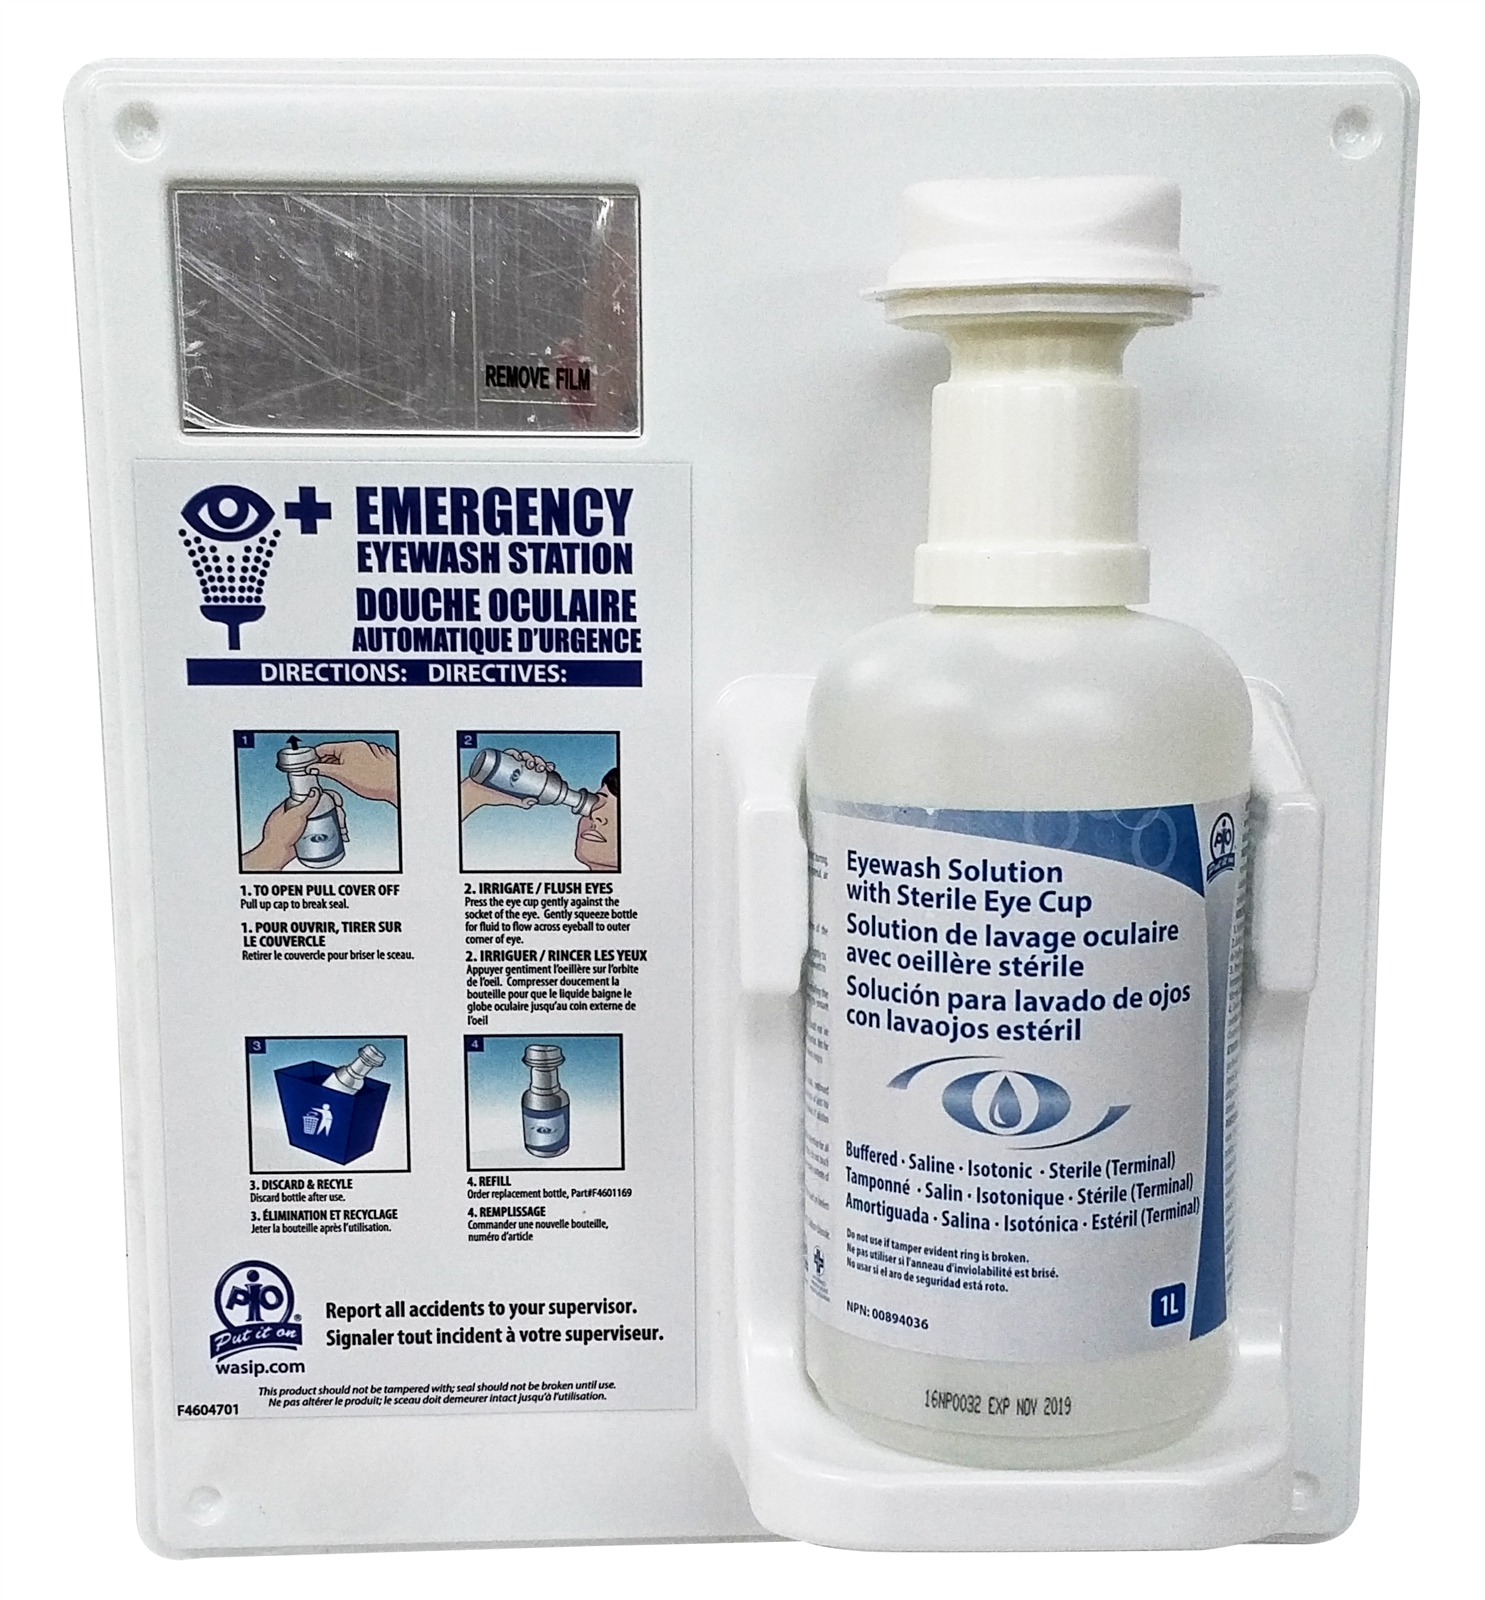 REMOVE FILM
EMERGENCY
EYEWASH STATION
DOUCHE OCULAIRE
AUTOMATIQUE D'URGENCE
DIRECTIONS: DIRECTIVES:
1
1. TO OPEN PULL COVER OFF
Pull up cap to break seal.
1. POUR OUVRIR, TIRER SUR
LE COUVERCLE
Retirer le couvercle pour briser le sceau.
2
2. IRRIGATE / FLUSH EYES
Press the eye cup gently against the
socket of the eye. Gently squeeze bottle
for fluid to flow across eyeball to outer
corner of eye.
2. IRRIGUER / RINCER LES YEUX
Appuyer gentiment l'oeillère sur l'orbite
de l'oeil. Compresser doucement la
bouteille pour que le liquide baigne le
globe oculaire jusqu'au coin externe de
l'oeil
3
3. DISCARD & RECYLE
Discard bottle after use.
3. ÉLIMINATION ET RECYCLAGE
Jeter la bouteille après l'utilisation.
4
4. REFILL
Order replacement bottle, Part#F4601169
4. REMPLISSAGE
Commander une nouvelle bouteille,
numéro d'article
pio
Put it on
®
wasip.com
Report all accidents to your supervisor.
Signaler tout incident à votre superviseur.
This product should not be tampered with; seal should not be broken until use.
Ne pas altérer le produit; le sceau doit demeurer intact jusqu'à l'utilisation.
F4604701
pio
Put it on
Eyewash Solution
with Sterile Eye Cup
Solution de lavage oculaire
avec oeillère stérile
Solución para lavado de ojos
con lavaojos estéril
Buffered · Saline · Isotonic · Sterile (Terminal)
Tamponné · Salin · Isotonique · Stérile (Terminal)
Amortiguada · Salina · Isotónica · Estéril (Terminal)
Do not use if tamper evident ring is broken.
Ne pas utiliser si l'anneau d'inviolabilité est brisé.
No usar si el aro de seguridad está roto.
NPN: 00894036
1L
16NP0032 EXP NOV 2019